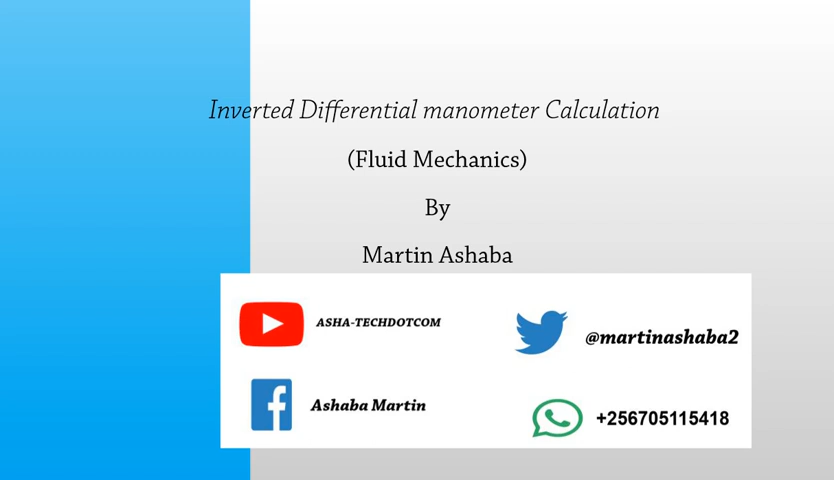 Inverted Differential manometer Calculation
(Fluid Mechanics)
By
Martin Ashaba
ASHA-TECHDOTCOM
@martinashaba2
Ashaba Martin
+256705115418